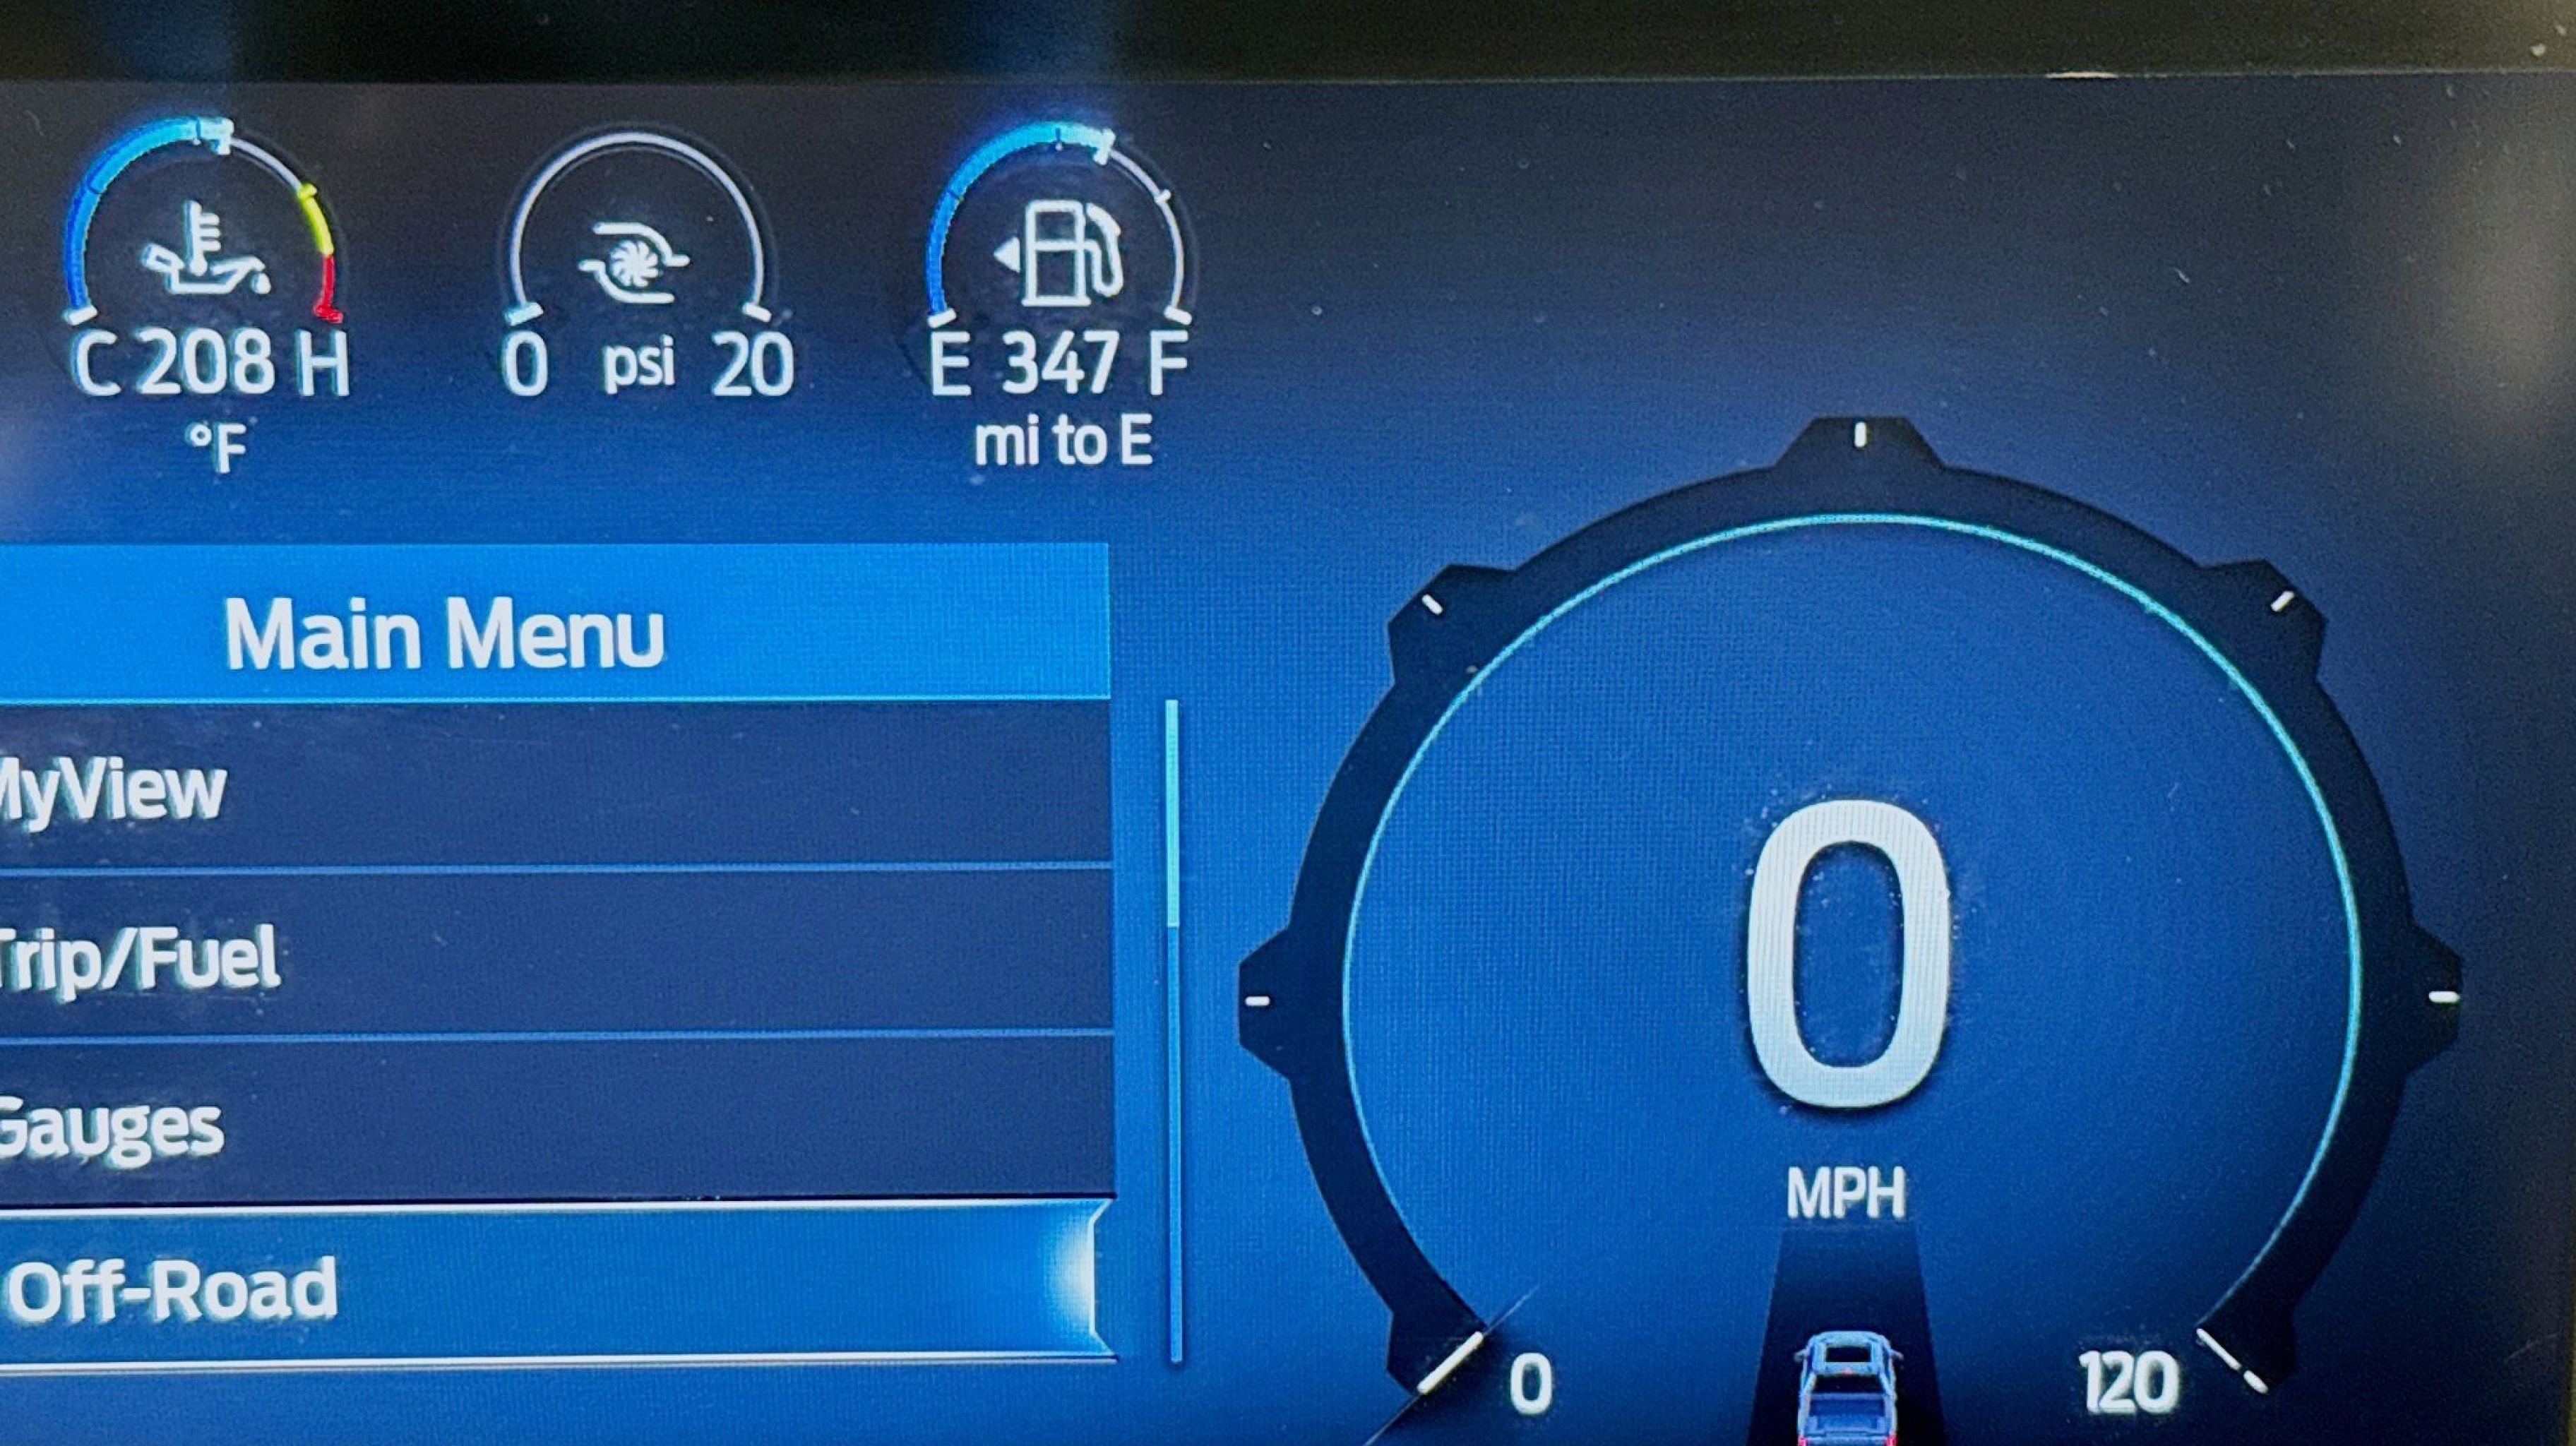 C 208 H
°F
0 psi 20
E 347 F
mi to E
Main Menu
MyView
Trip/Fuel
Gauges
Off-Road
0
MPH
0
120